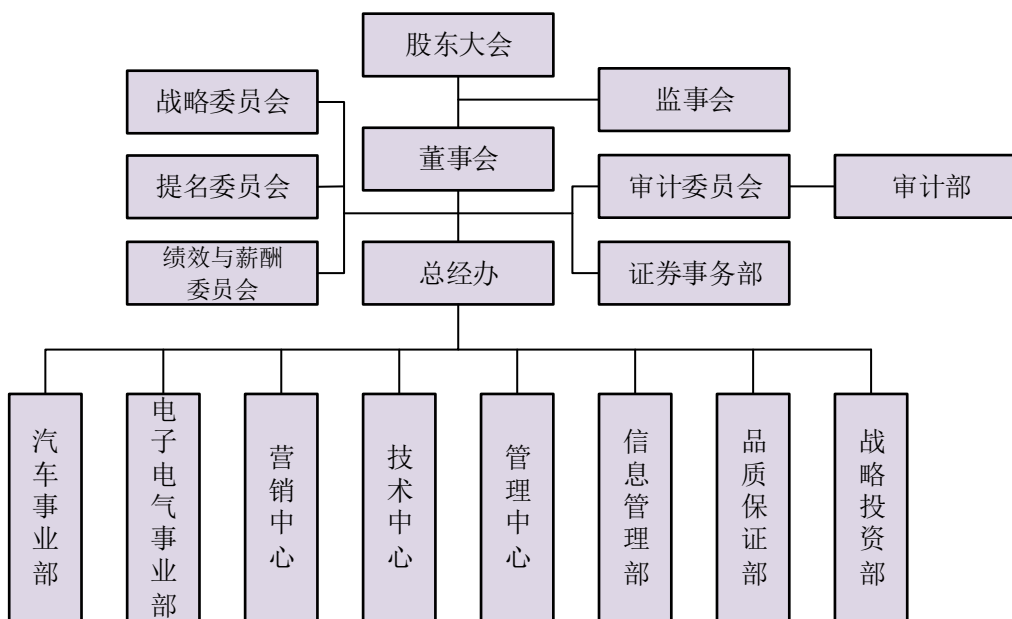 股东大会
战略委员会
监事会
董事会
提名委员会
审计委员会
审计部
绩效与薪酬
委员会
总经办
证券事务部
汽车事业部
电子电气事业部
营销中心
技术中心
管理中心
信息管理部
品质保证部
战略投资部